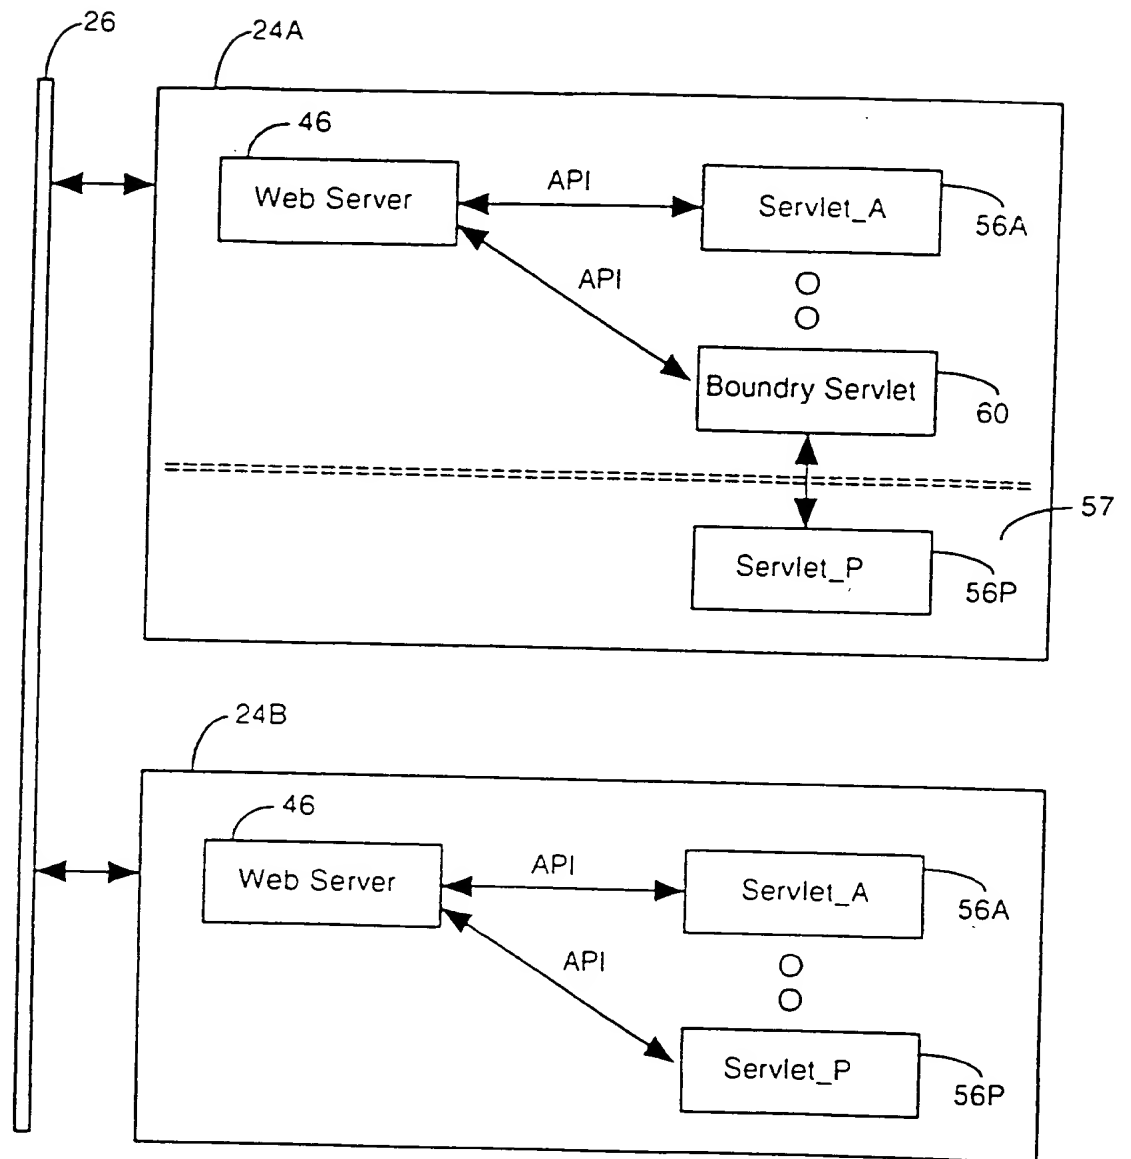 26
24A
46
Web Server
API
Servlet_A
56A
API
Boundry Servlet
60
57
Servlet_P
56P
24B
46
Web Server
API
Servlet_A
56A
API
Servlet_P
56P